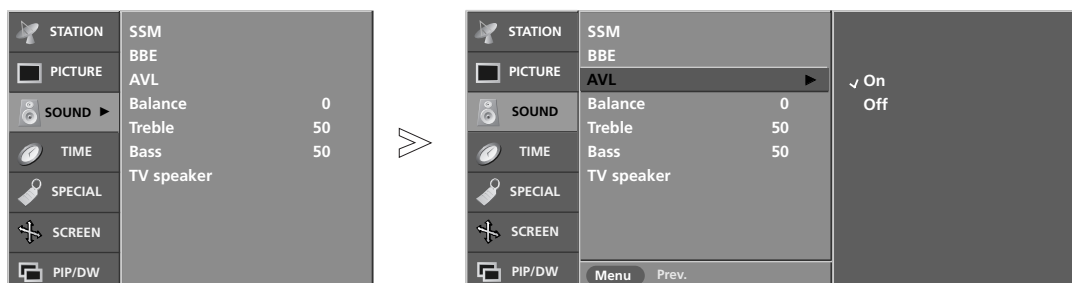 STATION
PICTURE
SOUND ►
TIME
SPECIAL
SCREEN
PIP/DW
SSM
BBE
AVL
Balance 0
Treble 50
Bass 50
TV speaker
>
STATION
PICTURE
SOUND
TIME
SPECIAL
SCREEN
PIP/DW
SSM
BBE
AVL ►
Balance 0
Treble 50
Bass 50
TV speaker
Menu Prev.
✓ On
Off